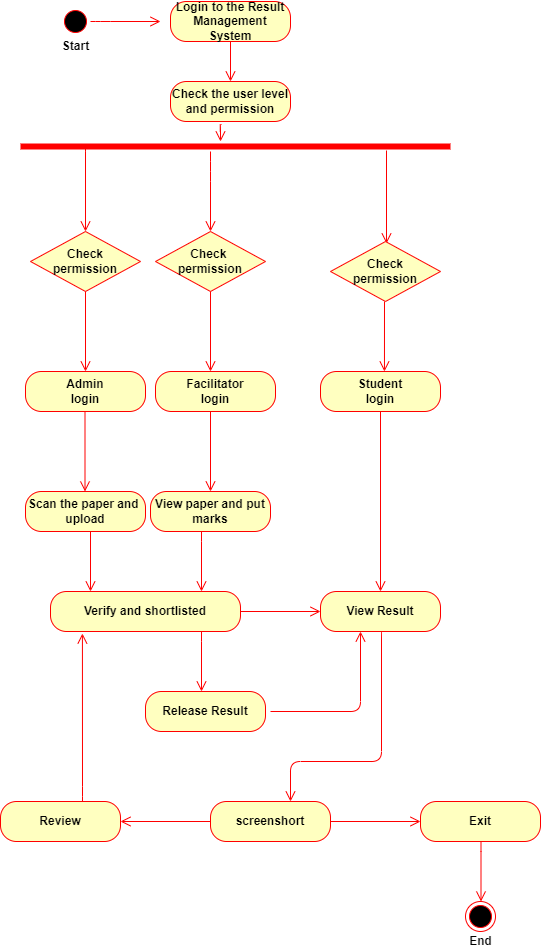 Login to the Result
Management
System
Start
Check the user level
and permission
Check
permission
Check
permission
Check
permission
Admin
login
Facilitator
login
Student
login
Scan the paper and
upload
View paper and put
marks
Verify and shortlisted
View Result
Release Result
Review
screenshort
Exit
End